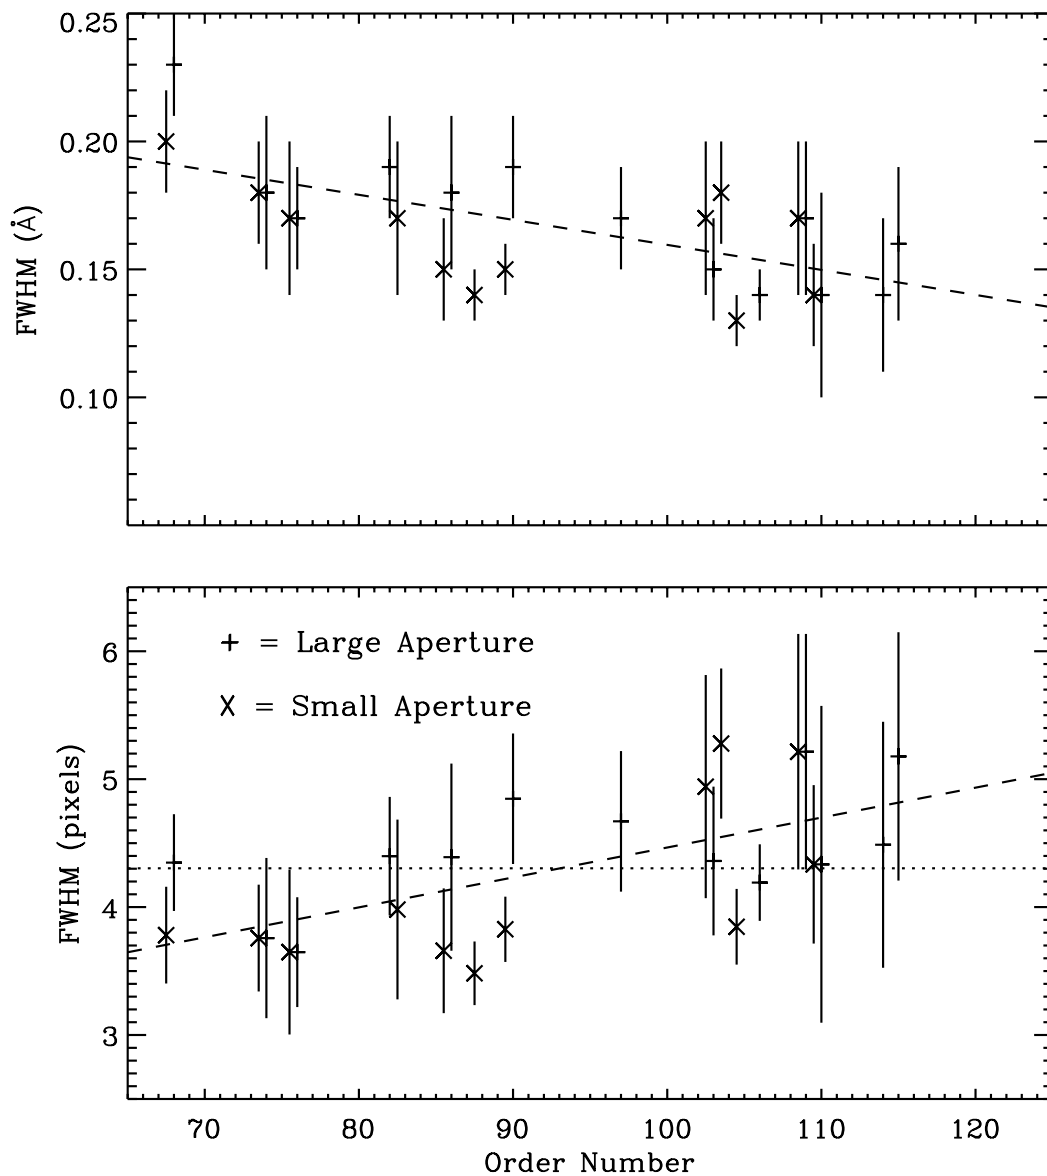 0.25
0.20
0.15
0.10
FWHM (Å)
+ = Large Aperture
X = Small Aperture
6
5
4
3
FWHM (pixels)
70 80 90 100 110 120
Order Number